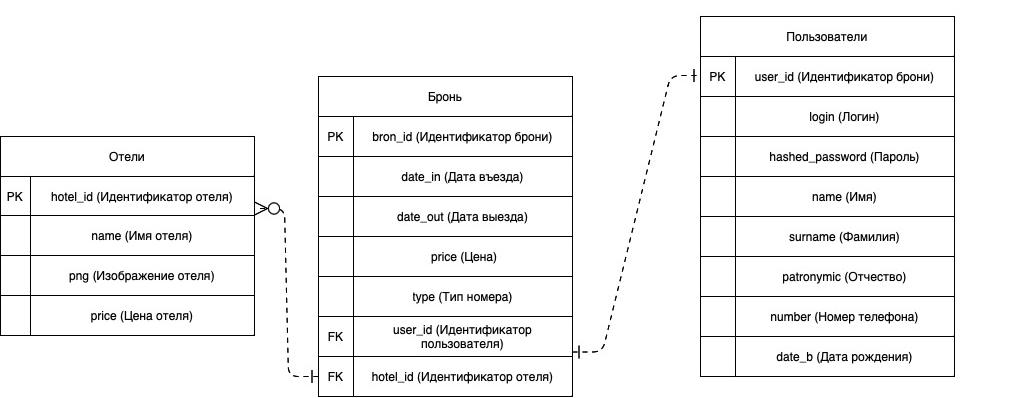 Отели
PK hotel_id (Идентификатор отеля)
name (Имя отеля)
png (Изображение отеля)
price (Цена отеля)
Бронь
PK bron_id (Идентификатор брони)
date_in (Дата въезда)
date_out (Дата выезда)
price (Цена)
type (Тип номера)
FK user_id (Идентификатор
пользователя)
FK hotel_id (Идентификатор отеля)
Пользователи
PK user_id (Идентификатор брони)
login (Логин)
hashed_password (Пароль)
name (Имя)
surname (Фамилия)
patronymic (Отчество)
number (Номер телефона)
date_b (Дата рождения)